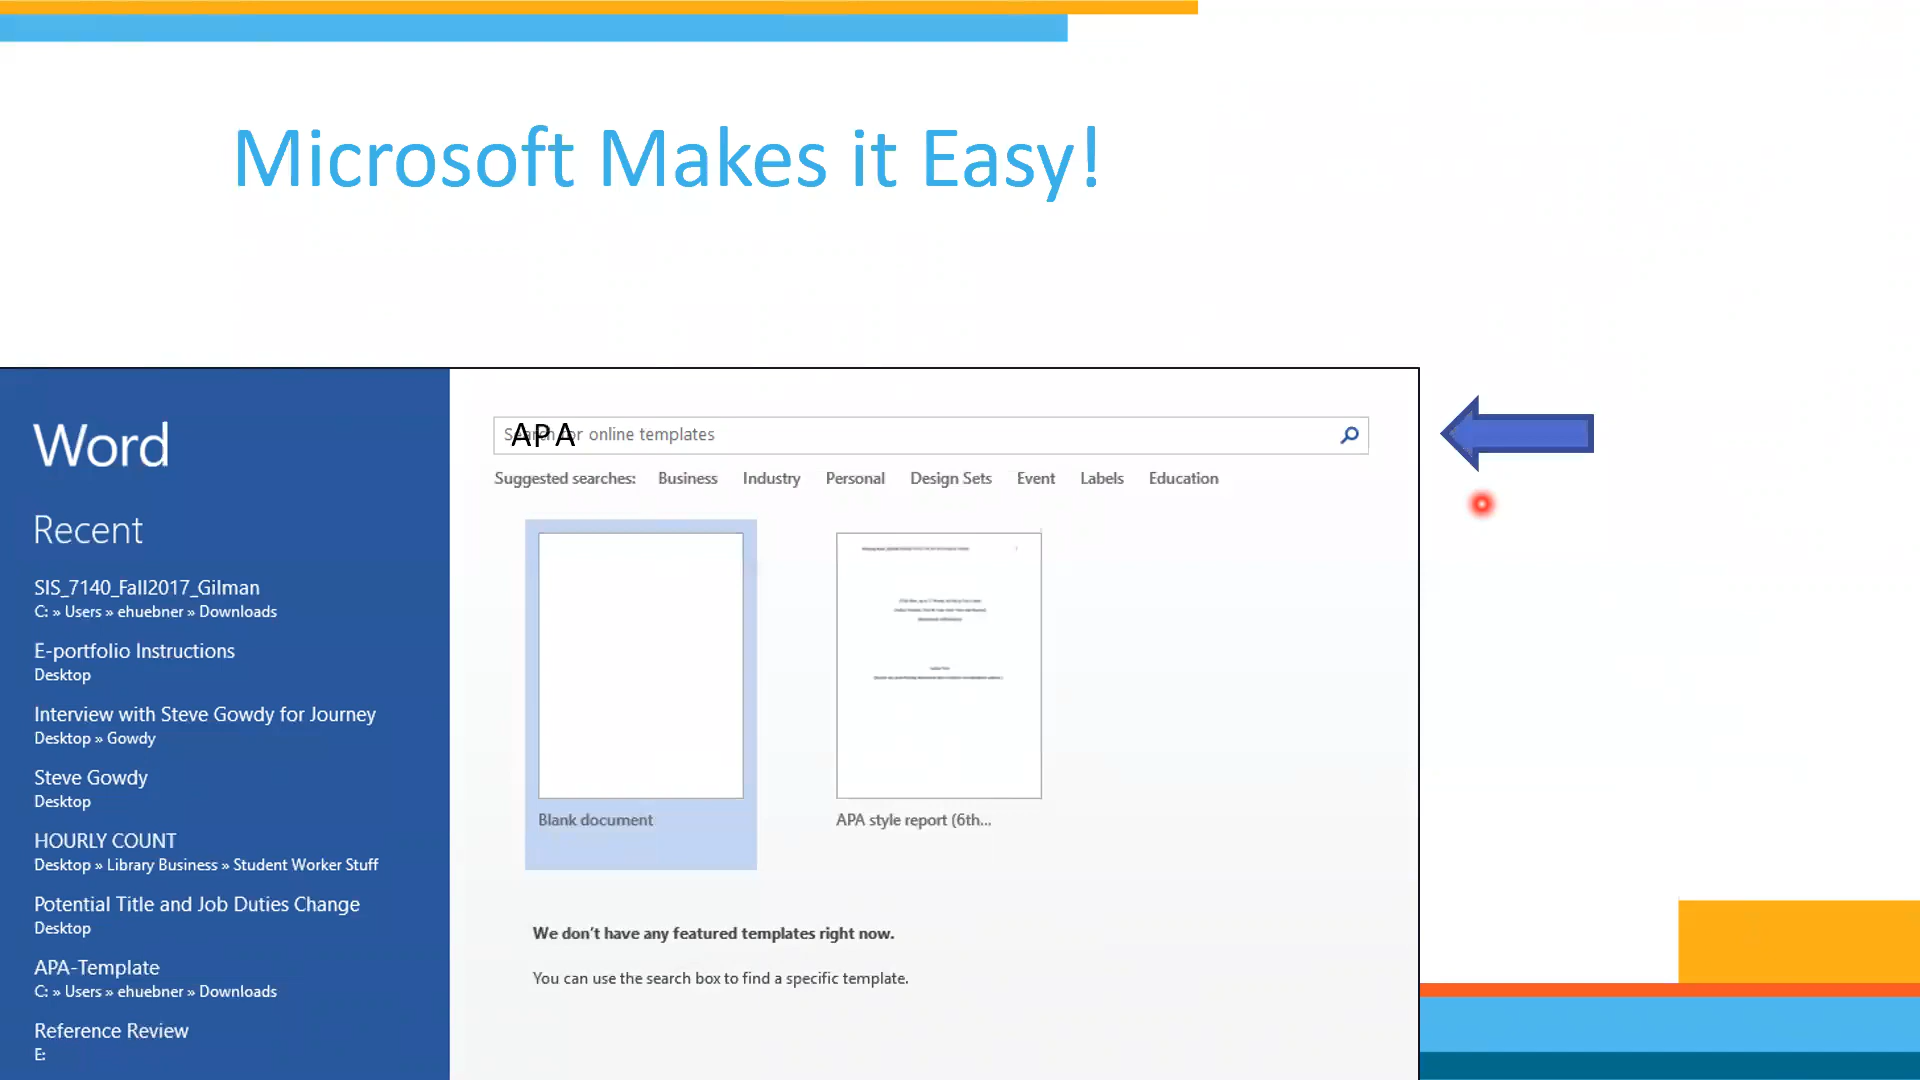 Microsoft Makes it Easy!
Word
Recent
SIS_7140_Fall2017_Gilman
C: » Users » ehuebner » Downloads
E-portfolio Instructions
Desktop
Interview with Steve Gowdy for Journey
Desktop » Gowdy
Steve Gowdy
Desktop
HOURLY COUNT
Desktop » Library Business » Student Worker Stuff
Potential Title and Job Duties Change
Desktop
APA-Template
C: » Users » ehuebner » Downloads
Reference Review
E:
APA
Search for online templates
Suggested searches: Business Industry Personal Design Sets Event Labels Education
Blank document
APA style report (6th...
We don't have any featured templates right now.
You can use the search box to find a specific template.